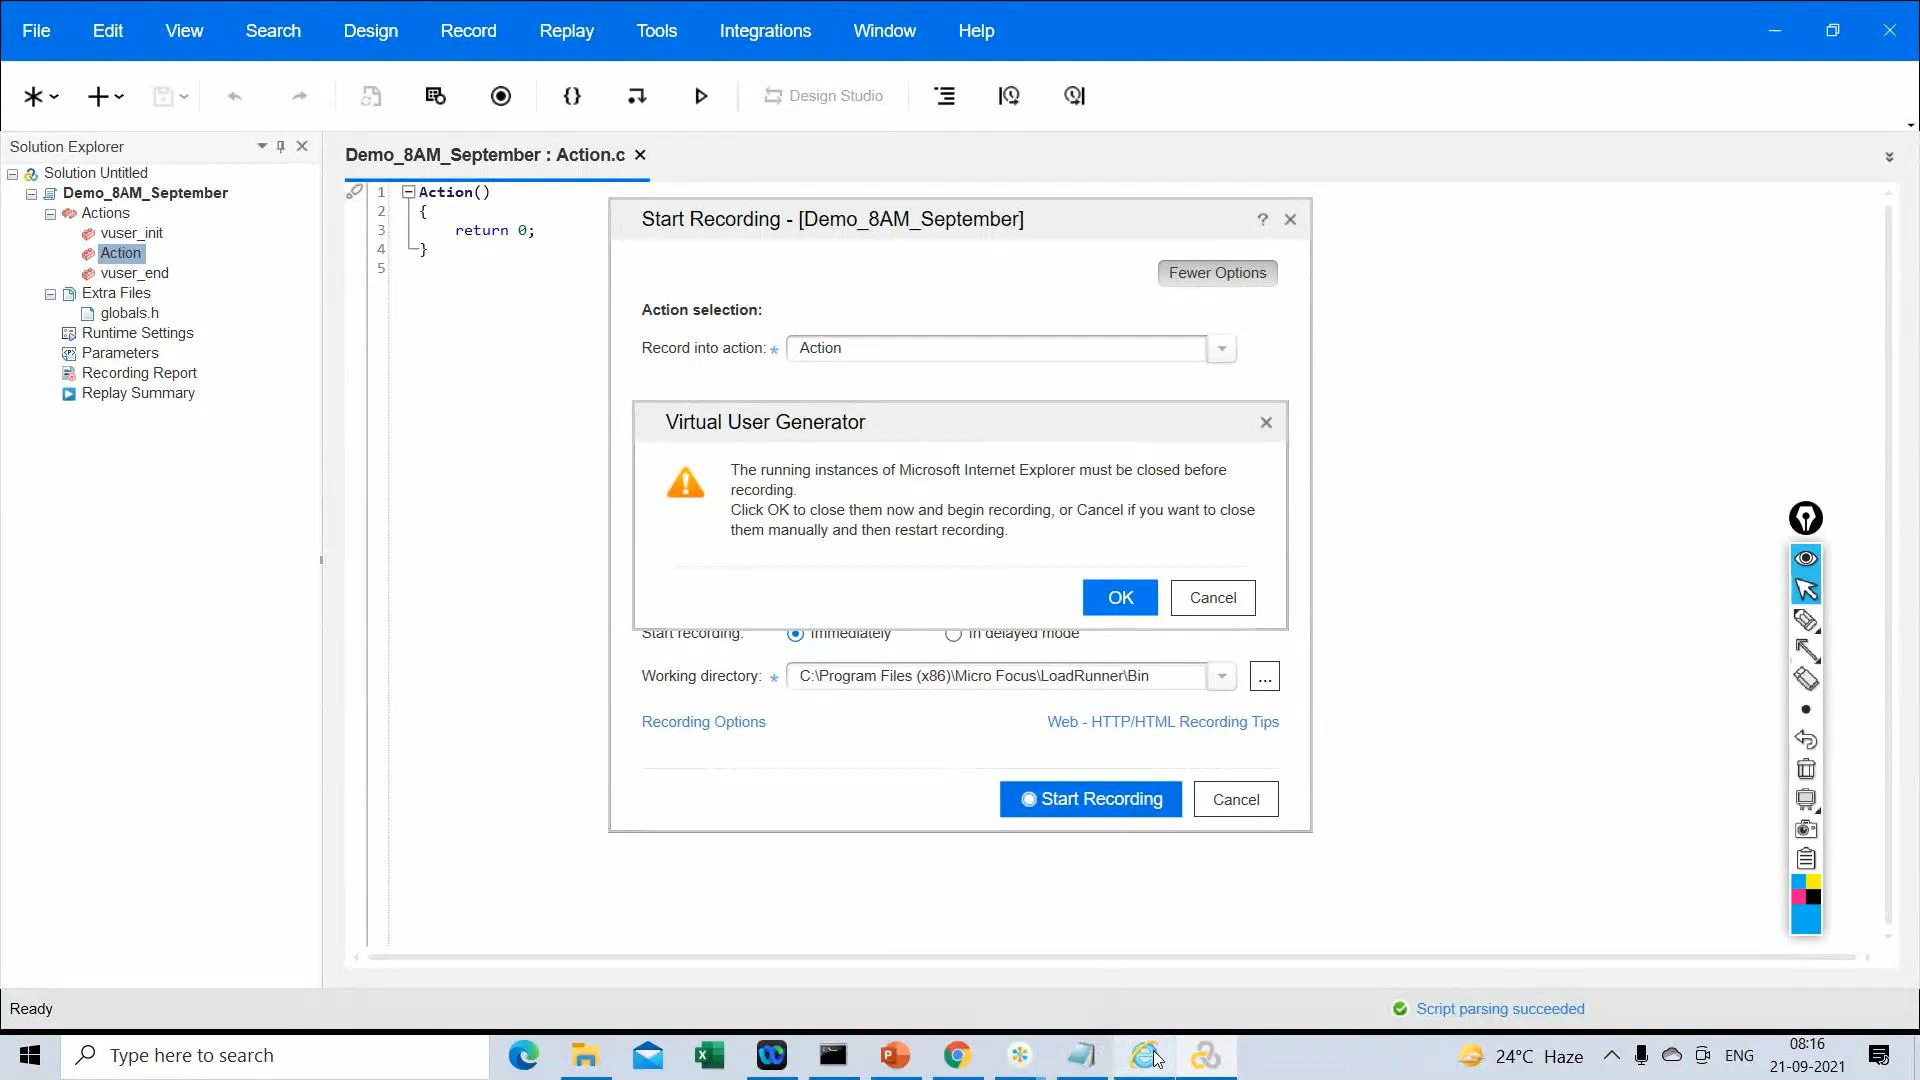 File Edit View Search Design Record Replay Tools Integrations Window Help
Design Studio
Solution Explorer
Solution Untitled
Demo_8AM_September
Actions
vuser_init
Action
vuser_end
Extra Files
globals.h
Runtime Settings
Parameters
Recording Report
Replay Summary
Demo_8AM_September : Action.c
1 Action()
2 {
3 return 0;
4 }
5
Start Recording - [Demo_8AM_September]
Fewer Options
Action selection:
Record into action: * Action
Virtual User Generator
The running instances of Microsoft Internet Explorer must be closed before
recording.
Click OK to close them now and begin recording, or Cancel if you want to close
them manually and then restart recording.
OK Cancel
Start recording: Immediately In delayed mode
Working directory: * C:\Program Files (x86)\Micro Focus\LoadRunner\Bin ...
Recording Options Web - HTTP/HTML Recording Tips
Start Recording Cancel
Ready Script parsing succeeded
Type here to search
24°C Haze ENG
08:16
21-09-2021